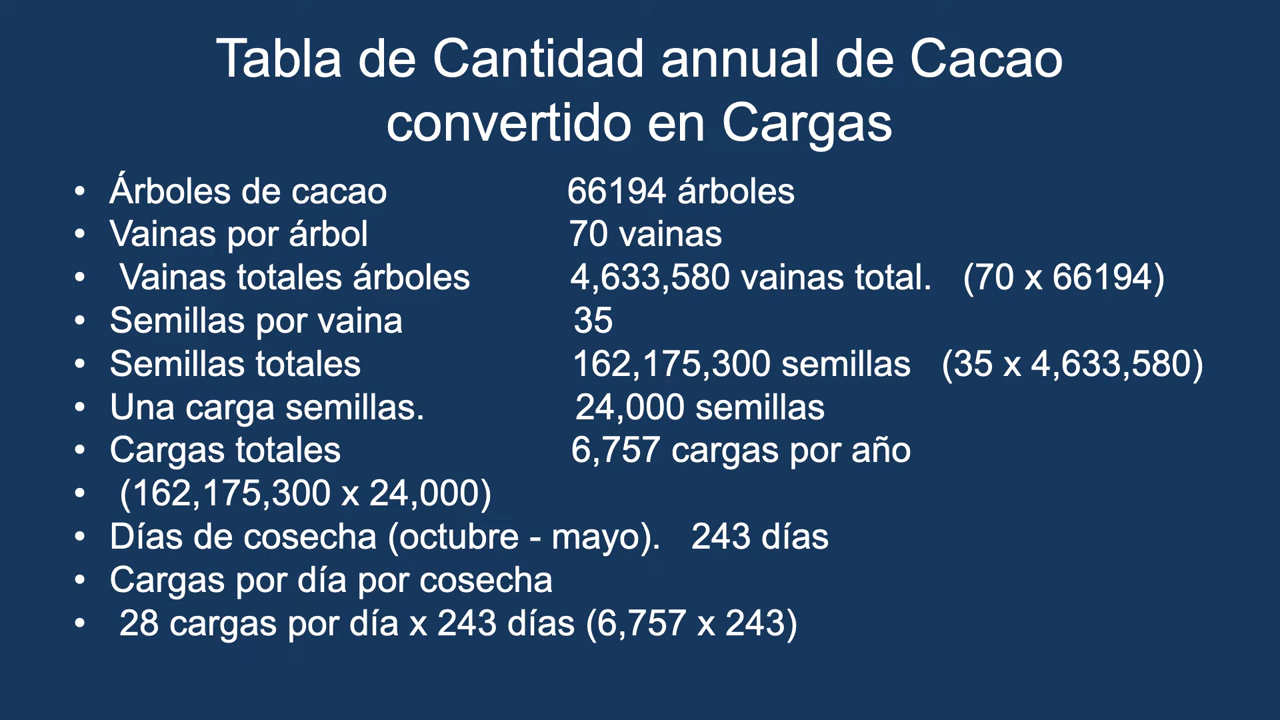 Tabla de Cantidad annual de Cacao
convertido en Cargas
• Árboles de cacao 66194 árboles
• Vainas por árbol 70 vainas
• Vainas totales árboles 4,633,580 vainas total. (70 x 66194)
• Semillas por vaina 35
• Semillas totales 162,175,300 semillas (35 x 4,633,580)
• Una carga semillas. 24,000 semillas
• Cargas totales 6,757 cargas por año
• (162,175,300 x 24,000)
• Días de cosecha (octubre - mayo). 243 días
• Cargas por día por cosecha
• 28 cargas por día x 243 días (6,757 x 243)